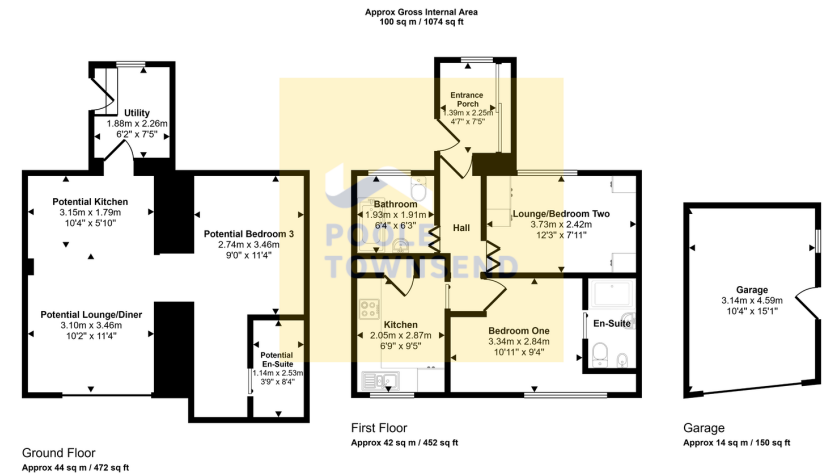 Approx Gross Internal Area
100 sq m / 1074 sq ft
Utility
1.88m x 2.26m
6'2" x 7'5"
Potential Kitchen
3.15m x 1.79m
10'4" x 5'10"
Potential Bedroom 3
2.74m x 3.46m
9'0" x 11'4"
Potential Lounge/Diner
3.10m x 3.46m
10'2" x 11'4"
Potential
En-Suite
1.14m x 2.53m
3'9" x 8'4"
Ground Floor
Approx 44 sq m / 472 sq ft
Entrance
Porch
1.39m x 2.25m
4'7" x 7'5"
Bathroom
1.93m x 1.91m
6'4" x 6'3"
Hall
Lounge/Bedroom Two
3.73m x 2.42m
12'3" x 7'11"
POOLE
TOWNSEND
Kitchen
2.05m x 2.87m
6'9" x 9'5"
Bedroom One
3.34m x 2.84m
10'11" x 9'4"
En-Suite
First Floor
Approx 42 sq m / 452 sq ft
Garage
3.14m x 4.59m
10'4" x 15'1"
Garage
Approx 14 sq m / 150 sq ft